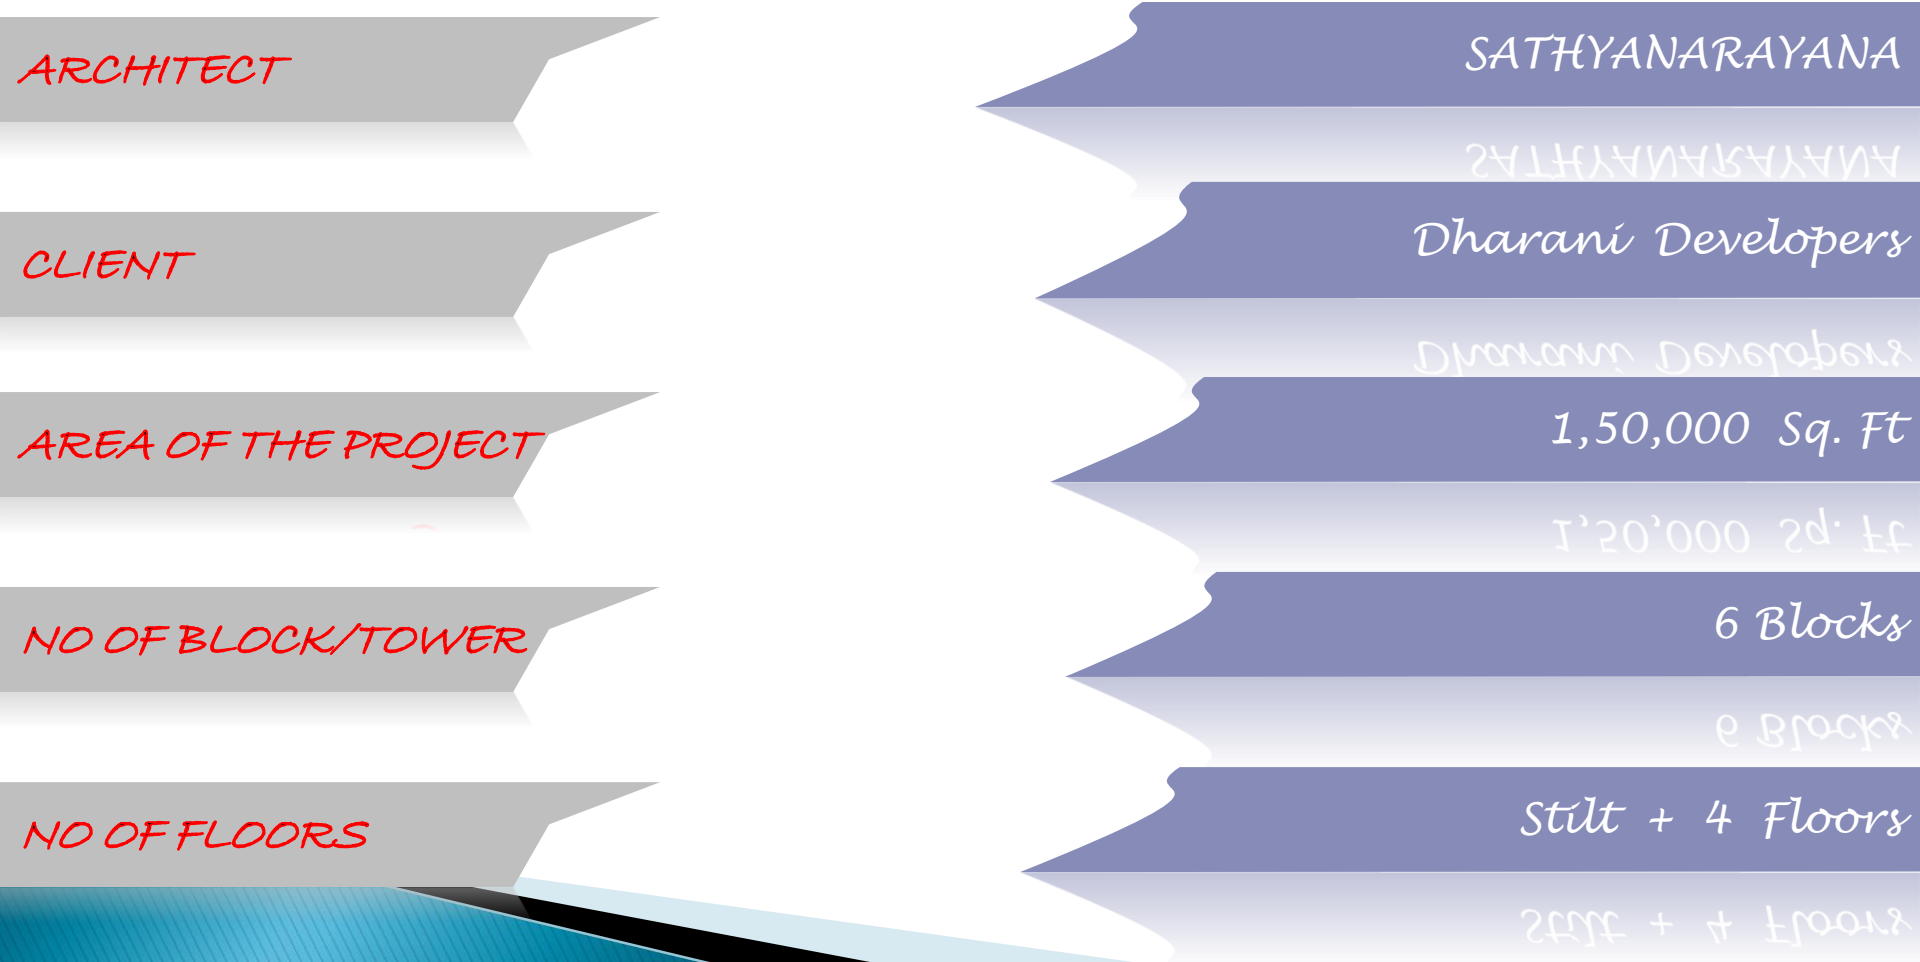 ARCHITECT
SATHYANARAYANA
CLIENT
Dharani Developers
AREA OF THE PROJECT
1,50,000 Sq. Ft
NO OF BLOCK/TOWER
6 Blocks
NO OF FLOORS
Stilt + 4 Floors